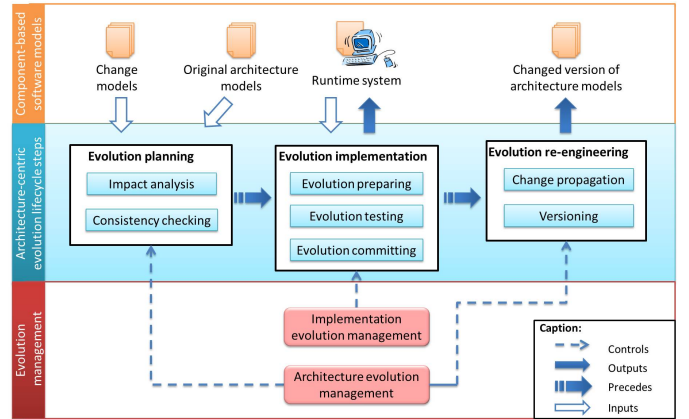 Component-based
software models
Change
models
Original architecture
models
Runtime system
Changed version of
architecture models
Architecture-centric
evolution lifecycle steps
Evolution planning
Impact analysis
Consistency checking
Evolution implementation
Evolution preparing
Evolution testing
Evolution committing
Evolution re-engineering
Change propagation
Versioning
Evolution
management
Implementation
evolution management
Architecture evolution
management
Caption:
Controls
Outputs
Precedes
Inputs